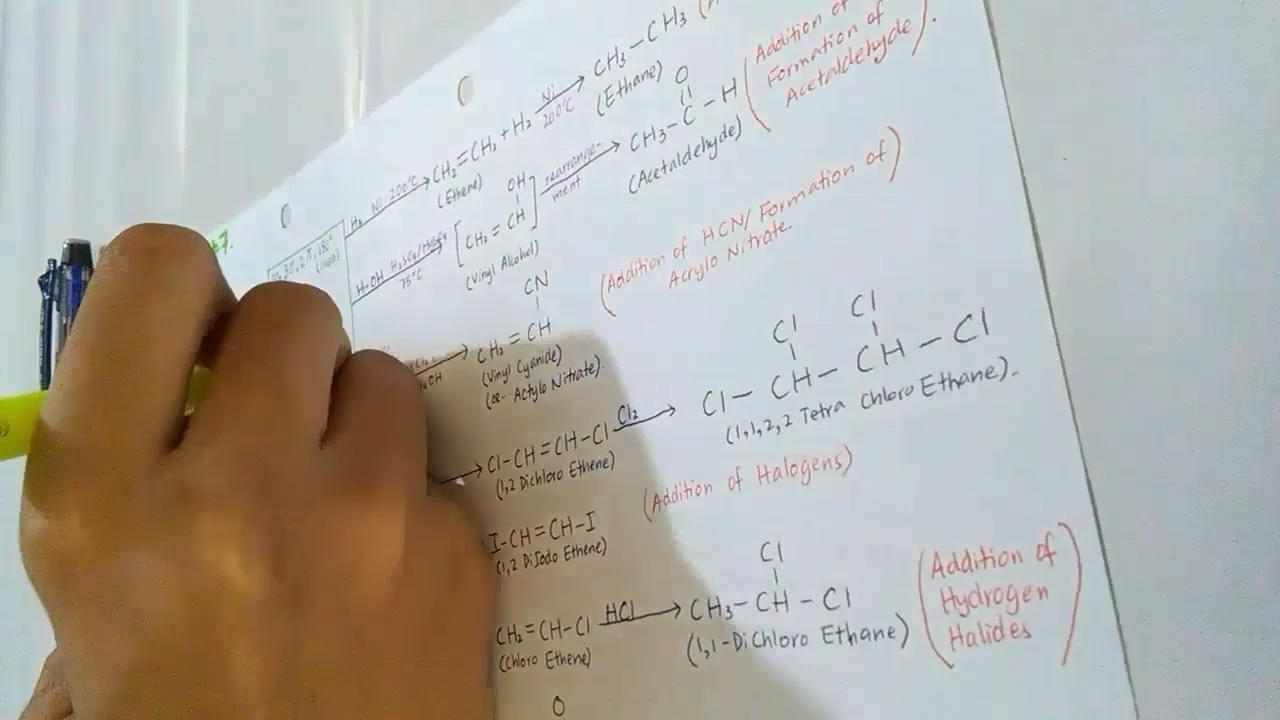 CH3-CH3
(Ethane)
H2 Ni 200°C CH2=CH2+H2 Ni 200°C
(Ethene)
O
CH3-C-H
(Acetaldehyde)
(Addition of
Formation of
Acetaldehyde).
OH
[CH2=CH] rearrange-
ment
(Vinyl Alcohol)
H-OH H2SO4/HgSO4
75°C
CN
CH2=CH
(Vinyl Cyanide)
(or-- Actylo Nitrate).
(Addition of HCN/Formation of)
Acrylo Nitrate.
Cl-CH=CH-Cl Cl2
(1,2 Dichloro Ethene)
Cl Cl
Cl-CH-CH-Cl
(1,1,2,2 Tetra Chloro Ethane).
(Addition of Halogens)
I-CH=CH-I
(1,2 DiIodo Ethene)
CH2=CH-Cl HCl
(Chloro Ethene)
Cl
CH3-CH-Cl
(1,1-DiChloro Ethane)
(Addition of
Hydrogen
Halides)
O